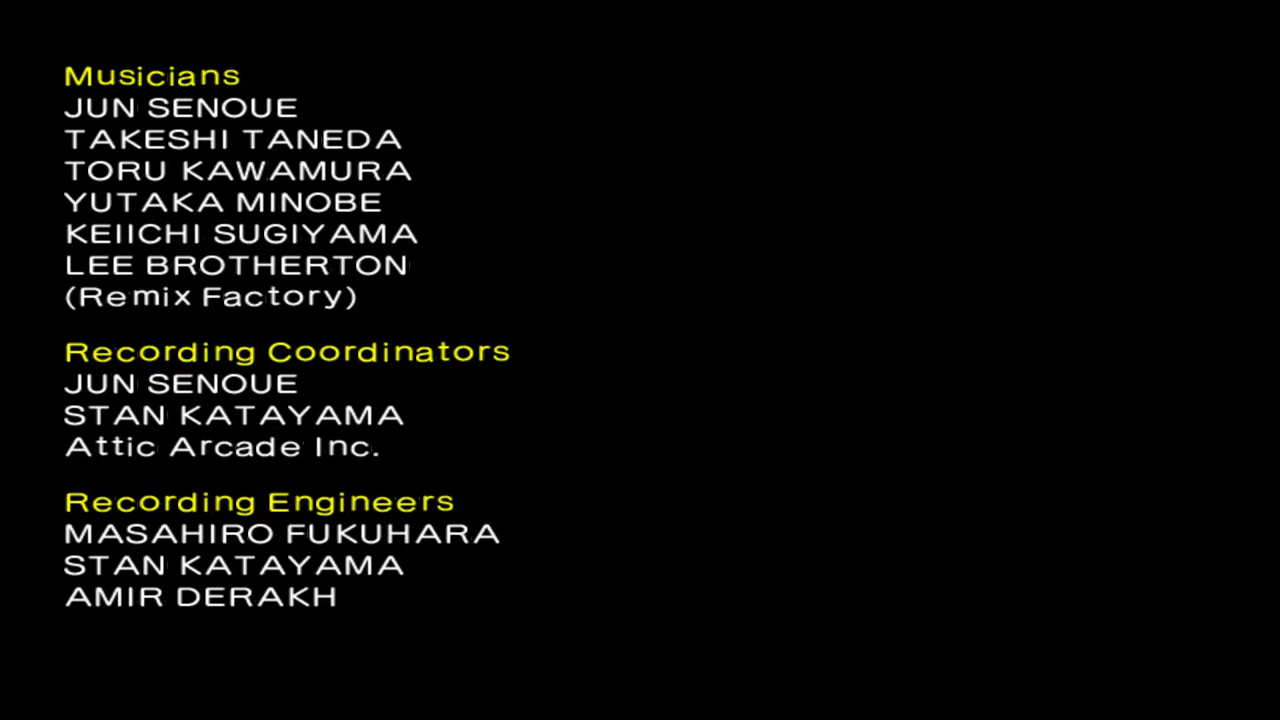 Musicians
JUN SENOUE
TAKESHI TANEDA
TORU KAWAMURA
YUTAKA MINOBE
KEIICHI SUGIYAMA
LEE BROTHERTON
(Remix Factory)
Recording Coordinators
JUN SENOUE
STAN KATAYAMA
Attic Arcade Inc.
Recording Engineers
MASAHIRO FUKUHARA
STAN KATAYAMA
AMIR DERAKH